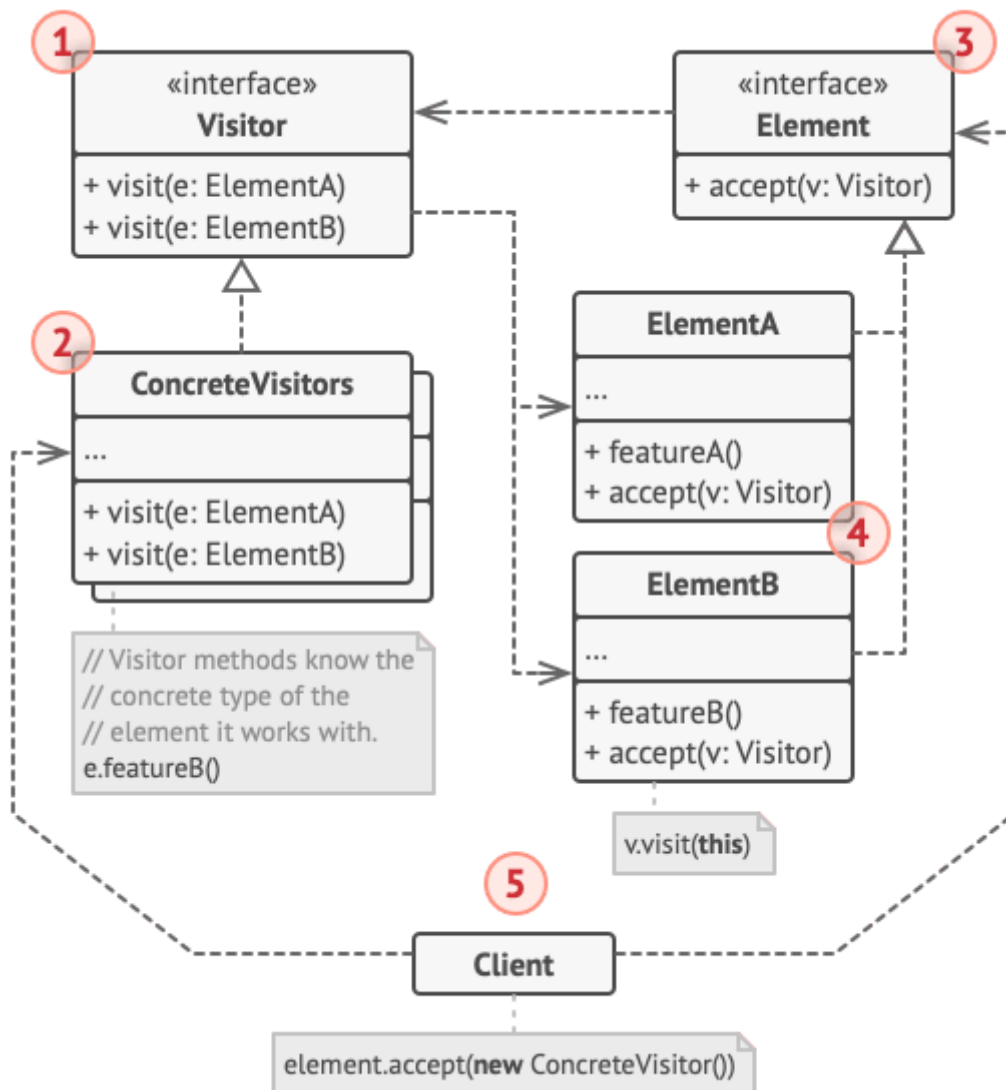 1
«interface»
Visitor
+ visit(e: ElementA)
+ visit(e: ElementB)
3
«interface»
Element
+ accept(v: Visitor)
2
ConcreteVisitors
...
+ visit(e: ElementA)
+ visit(e: ElementB)
// Visitor methods know the
// concrete type of the
// element it works with.
e.featureB()
ElementA
...
+ featureA()
+ accept(v: Visitor)
4
ElementB
...
+ featureB()
+ accept(v: Visitor)
v.visit(this)
5
Client
element.accept(new ConcreteVisitor())